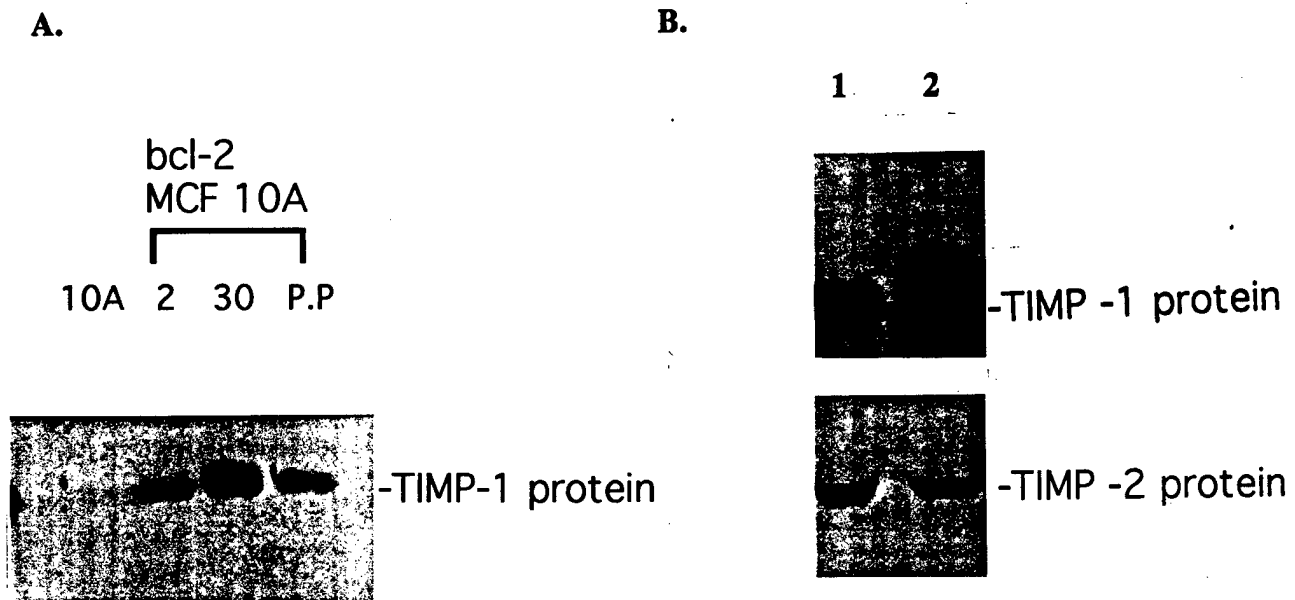 A.
bcl-2
MCF 10A
10A 2 30 P.P
-TIMP-1 protein
B.
1 2
-TIMP -1 protein
-TIMP -2 protein